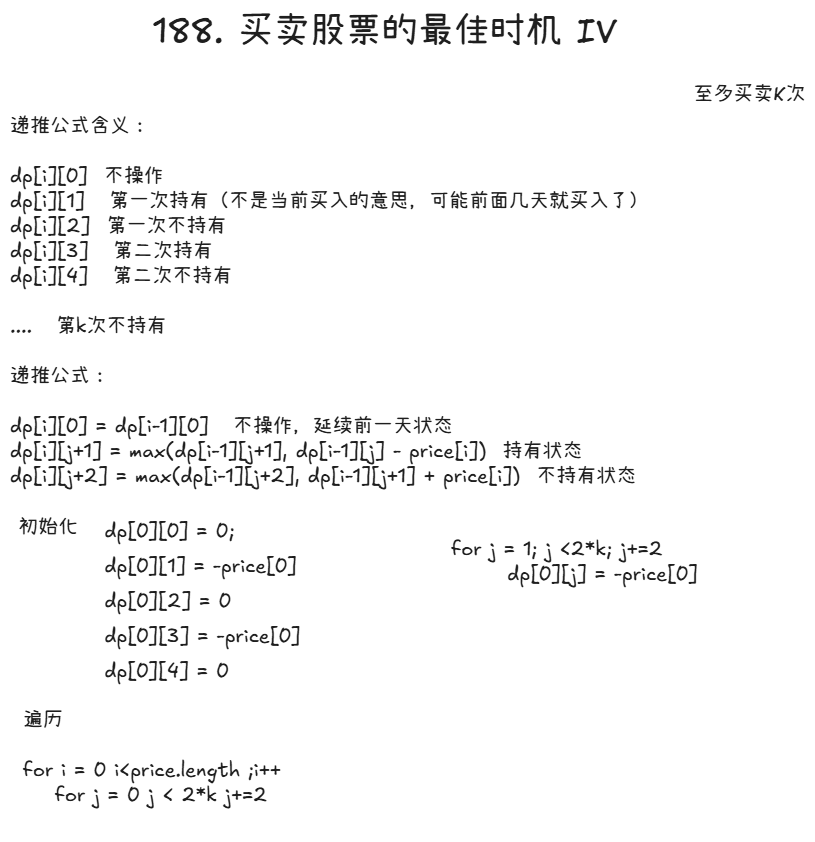 188. 买卖股票的最佳时机 IV
至多买卖K次
递推公式含义：
dp[i][0] 不操作
dp[i][1] 第一次持有（不是当前买入的意思，可能前面几天就买入了）
dp[i][2] 第一次不持有
dp[i][3] 第二次持有
dp[i][4] 第二次不持有
.... 第k次不持有
递推公式：
dp[i][0] = dp[i-1][0] 不操作，延续前一天状态
dp[i][j+1] = max(dp[i-1][j+1], dp[i-1][j] - price[i]) 持有状态
dp[i][j+2] = max(dp[i-1][j+2], dp[i-1][j+1] + price[i]) 不持有状态
初始化
dp[0][0] = 0;
dp[0][1] = -price[0]
dp[0][2] = 0
dp[0][3] = -price[0]
dp[0][4] = 0
for j = 1; j <2*k; j+=2
dp[0][j] = -price[0]
遍历
for i = 0 i<price.length ;i++
for j = 0 j < 2*k j+=2